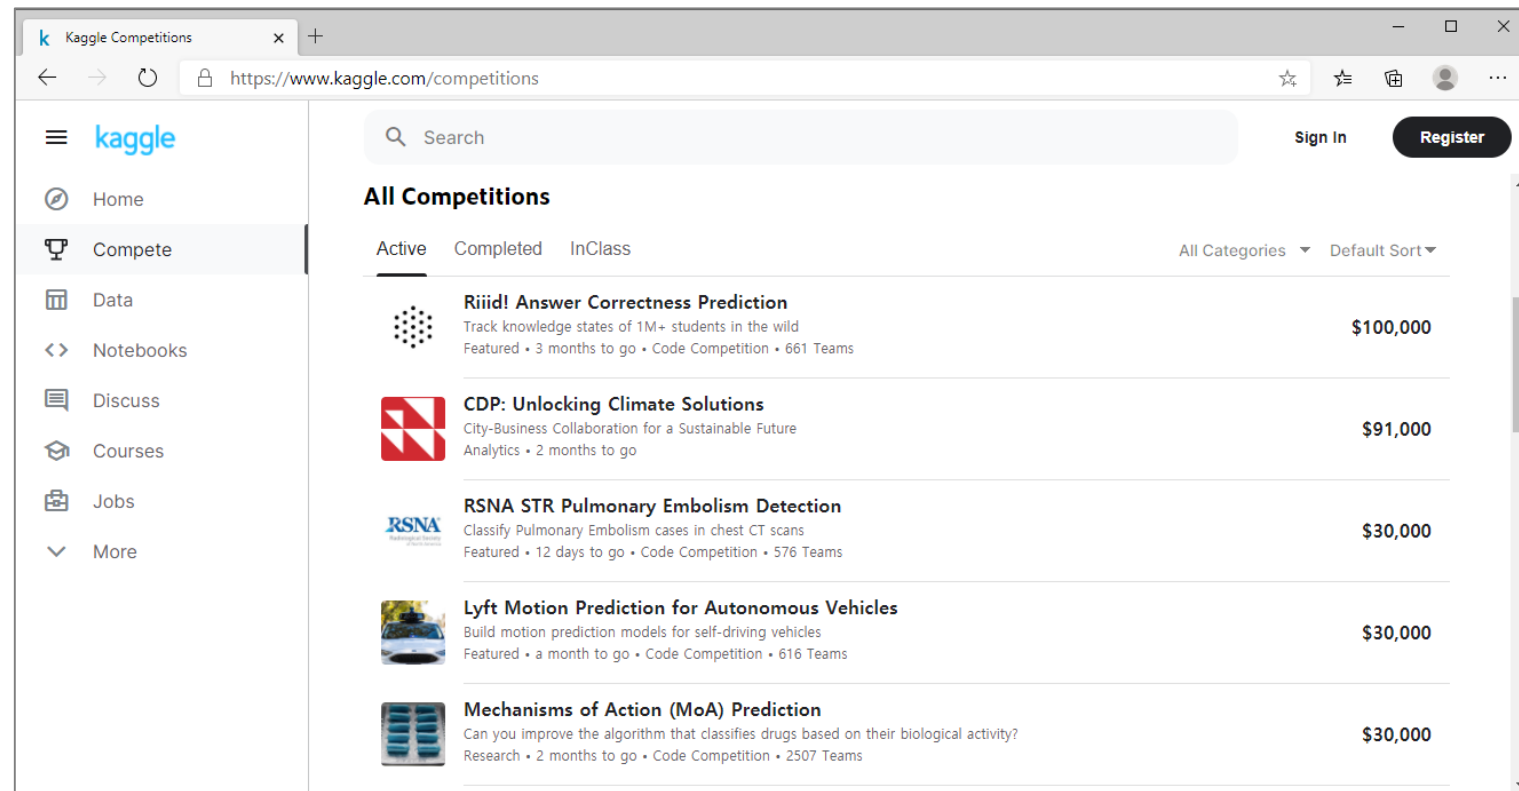 k Kaggle Competitions
https://www.kaggle.com/competitions
kaggle
Search
Sign In
Register
Home
Compete
Data
Notebooks
Discuss
Courses
Jobs
More
All Competitions
Active Completed InClass
All Categories Default Sort
Riiid! Answer Correctness Prediction
Track knowledge states of 1M+ students in the wild
Featured • 3 months to go • Code Competition • 661 Teams
$100,000
CDP: Unlocking Climate Solutions
City-Business Collaboration for a Sustainable Future
Analytics • 2 months to go
$91,000
RSNA
Radiological Society
of North America
RSNA STR Pulmonary Embolism Detection
Classify Pulmonary Embolism cases in chest CT scans
Featured • 12 days to go • Code Competition • 576 Teams
$30,000
Lyft Motion Prediction for Autonomous Vehicles
Build motion prediction models for self-driving vehicles
Featured • a month to go • Code Competition • 616 Teams
$30,000
Mechanisms of Action (MoA) Prediction
Can you improve the algorithm that classifies drugs based on their biological activity?
Research • 2 months to go • Code Competition • 2507 Teams
$30,000